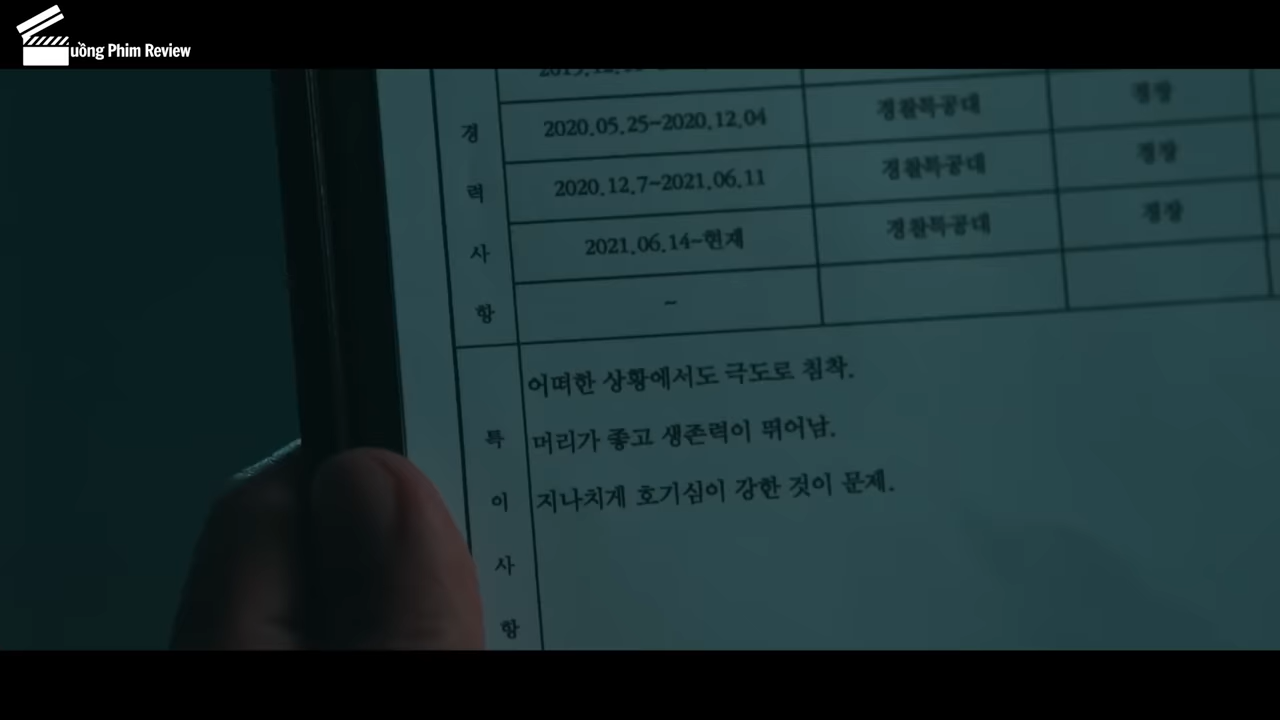 uồng Phim Review
2020.05.25-2020.12.04 경찰특공대 경장
2020.12.7-2021.06.11 경찰특공대 경장
2021.06.14-현재 경찰특공대 경장
~
경력사항
어떠한 상황에서도 극도로 침착.
머리가 좋고 생존력이 뛰어남.
지나치게 호기심이 강한 것이 문제.
특이사항